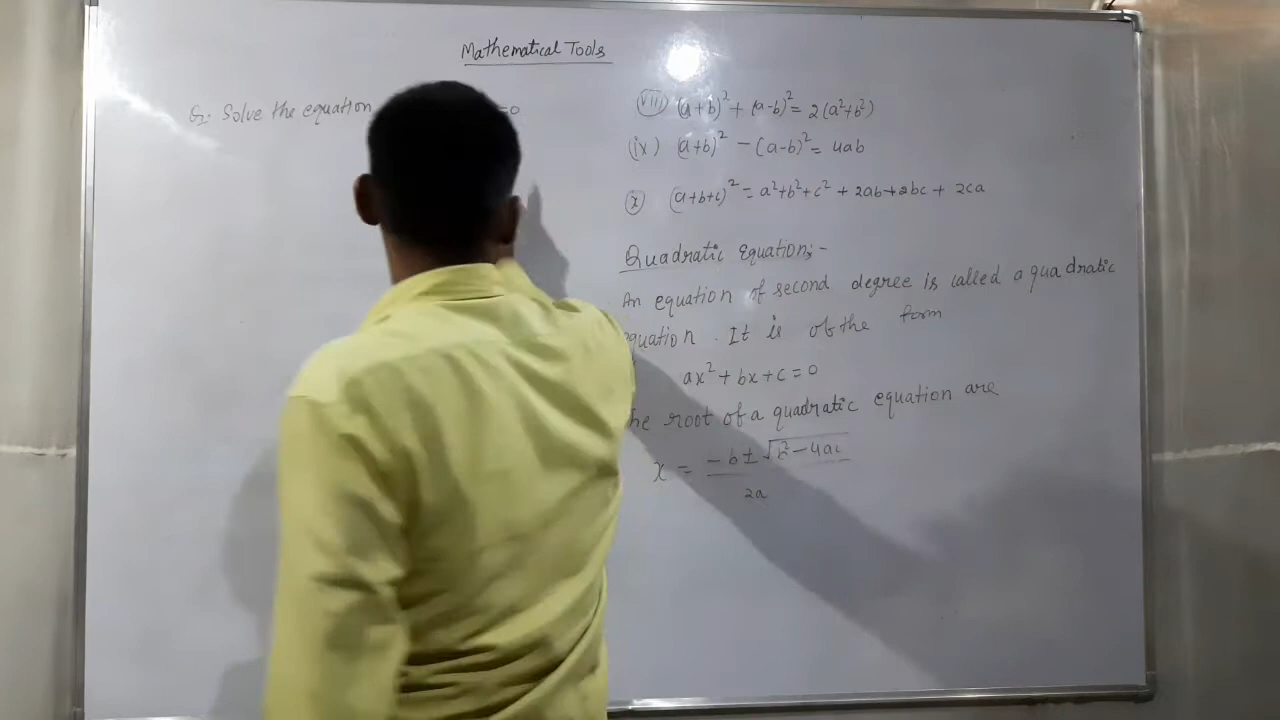 Mathematical Tools
Q. Solve the equation =0
(viii) (a+b)² + (a-b)² = 2(a²+b²)
(ix) (a+b)² - (a-b)² = 4ab
(x) (a+b+c)² = a²+b²+c² + 2ab+2bc + 2ca
Quadratic Equation:-
An equation of second degree is called a quadratic
equation. It is of the form
ax² + bx + c = 0
The root of a quadratic equation are
x = -b ± √b²-4ac
2a